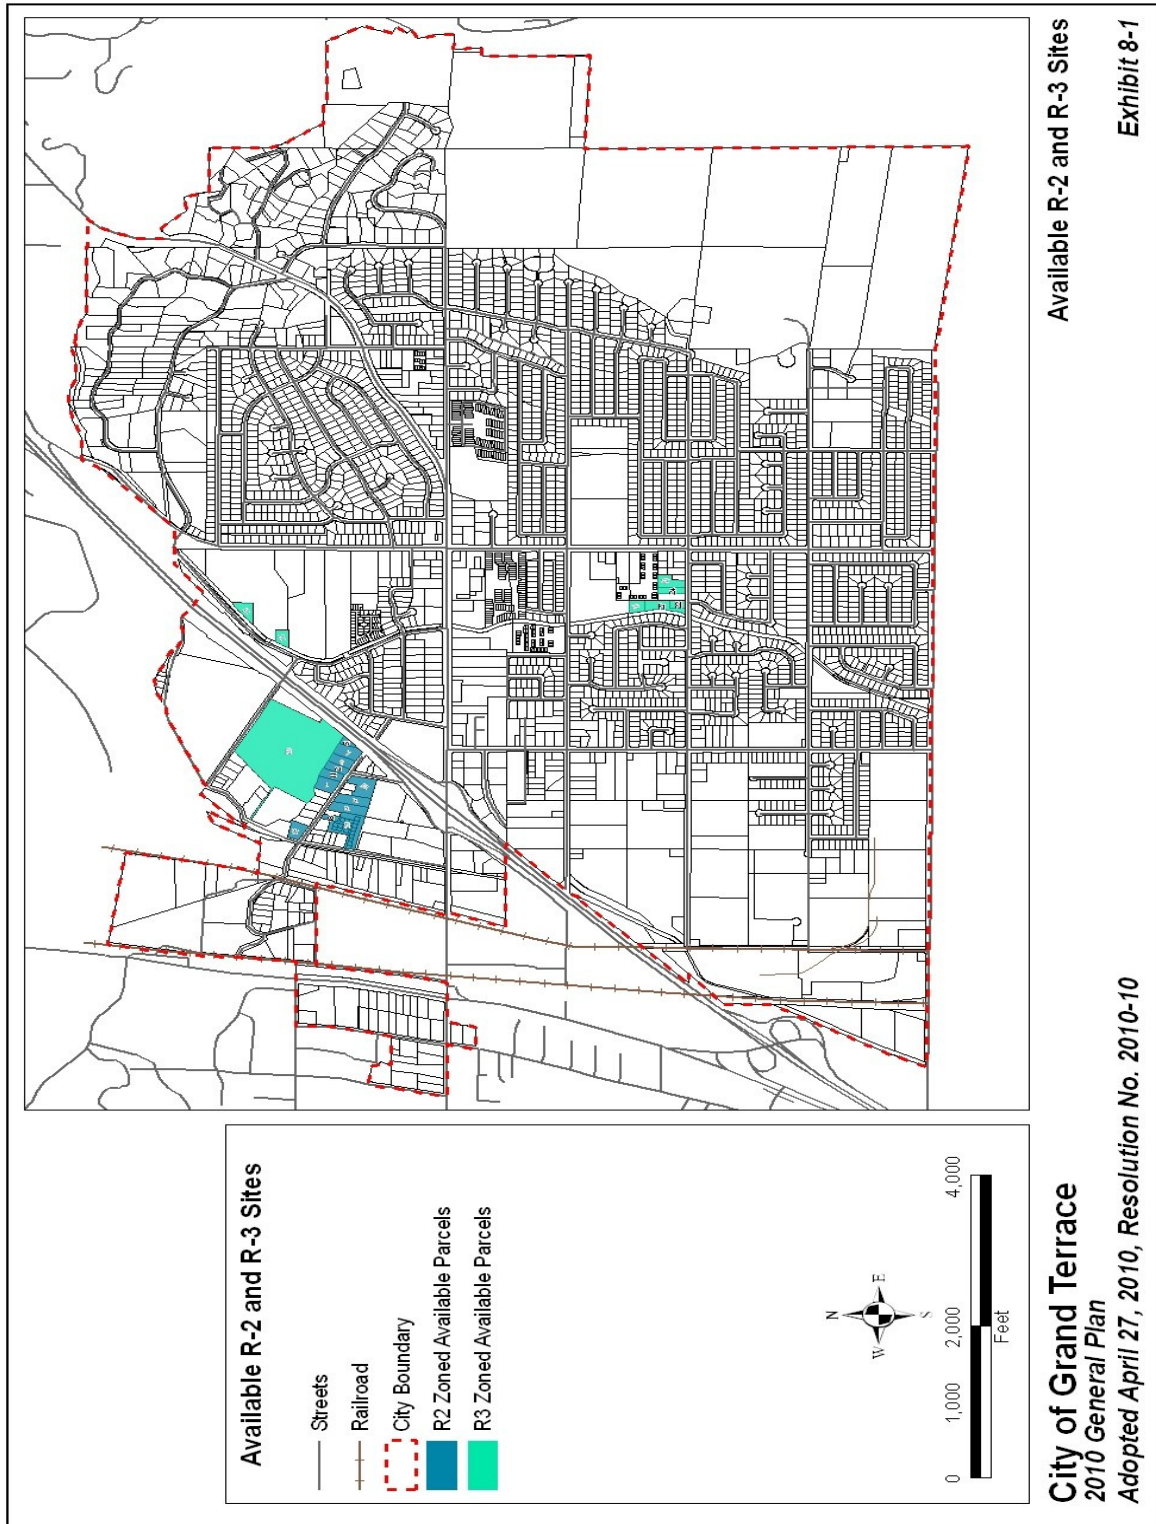 Available R-2 and R-3 Sites
Streets
Railroad
City Boundary
R2 Zoned Available Parcels
R3 Zoned Available Parcels
N
W
E
S
0
1,000
2,000
4,000
Feet
City of Grand Terrace
2010 General Plan
Adopted April 27, 2010, Resolution No. 2010-10
Available R-2 and R-3 Sites
Exhibit 8-1